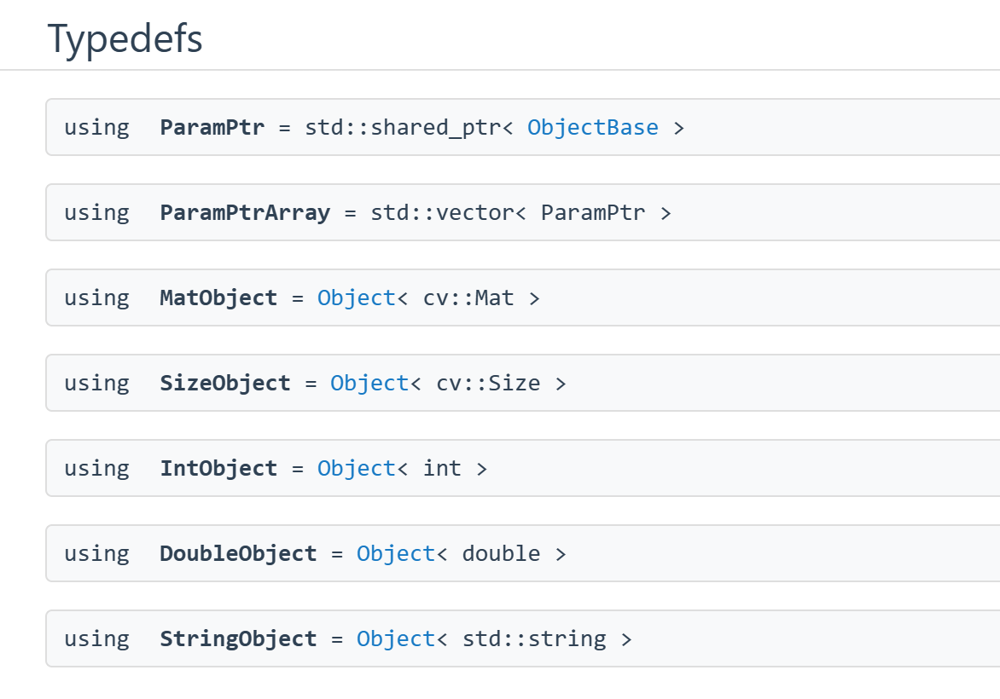 Typedefs
using ParamPtr = std::shared_ptr< ObjectBase >
using ParamPtrArray = std::vector< ParamPtr >
using MatObject = Object< cv::Mat >
using SizeObject = Object< cv::Size >
using IntObject = Object< int >
using DoubleObject = Object< double >
using StringObject = Object< std::string >